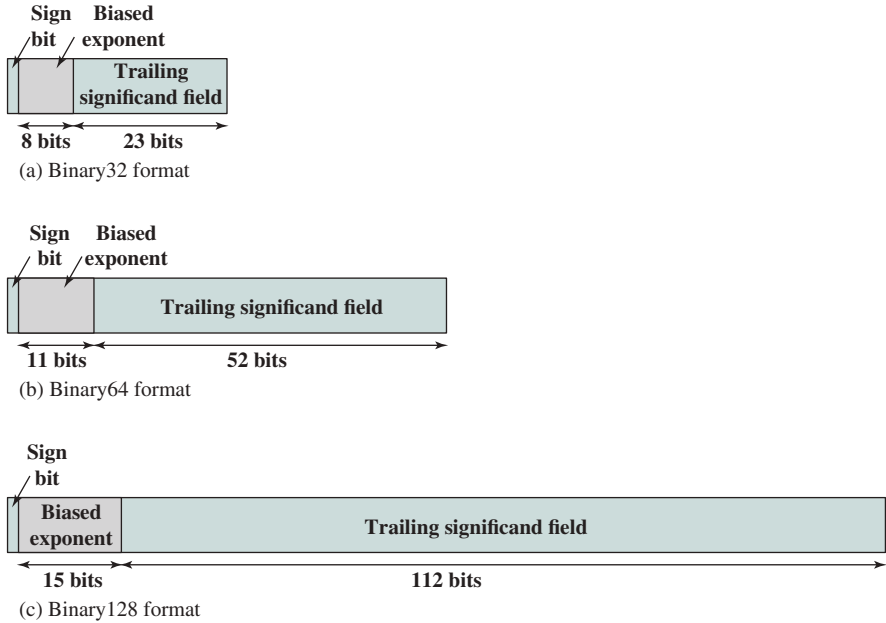 Sign
bit
Biased
exponent
Trailing
significand field
8 bits
23 bits
(a) Binary32 format
Sign
bit
Biased
exponent
Trailing significand field
11 bits
52 bits
(b) Binary64 format
Sign
bit
Biased
exponent
Trailing significand field
15 bits
112 bits
(c) Binary128 format